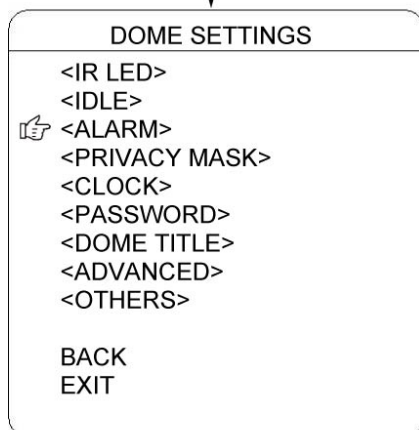 DOME SETTINGS
<IR LED>
<IDLE>
<ALARM>
<PRIVACY MASK>
<CLOCK>
<PASSWORD>
<DOME TITLE>
<ADVANCED>
<OTHERS>
BACK
EXIT